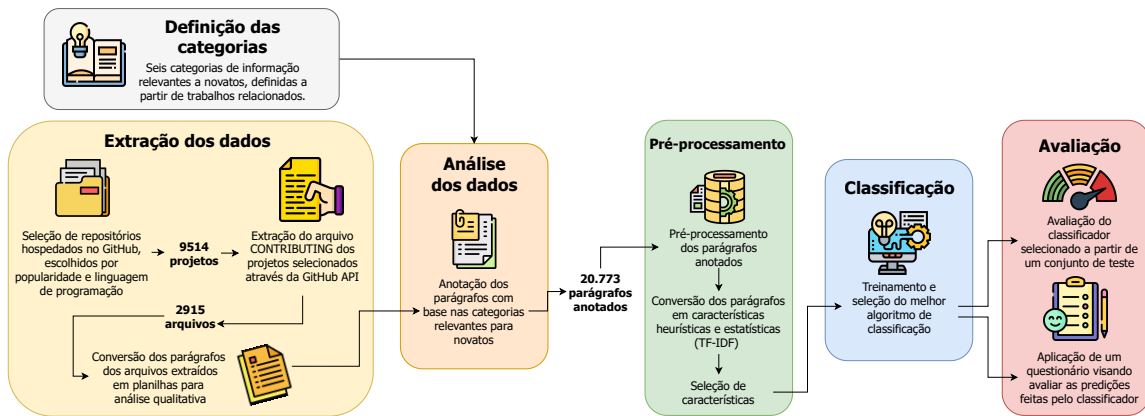 Definição das
categorias
Seis categorias de informação
relevantes a novatos, definidas a
partir de trabalhos relacionados.
Extração dos dados
Seleção de repositórios
hospedados no GitHub,
escolhidos por
popularidade e linguagem
de programação
9514
projetos
Extração do arquivo
CONTRIBUTING dos
projetos selecionados
através da GitHub API
2915
arquivos
Conversão dos parágrafos
dos arquivos extraídos
em planilhas para
análise qualitativa
Análise
dos dados
Anotação dos
parágrafos com
base nas categorias
relevantes para
novatos
20.773
parágrafos
anotados
Pré-processamento
Pré-processamento
dos parágrafos
anotados
Conversão dos parágrafos
em características
heurísticas e estatísticas
(TF-IDF)
Seleção de
características
Classificação
Treinamento e
seleção do melhor
algoritmo de
classificação
Avaliação
Avaliação do
classificador
selecionado a partir de
um conjunto de teste
Aplicação de um
questionário visando
avaliar as predições
feitas pelo classificador